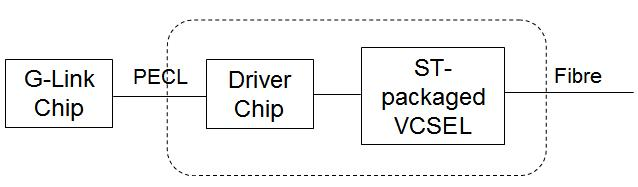 G-Link
Chip
PECL
Driver
Chip
ST-
packaged
VCSEL
Fibre